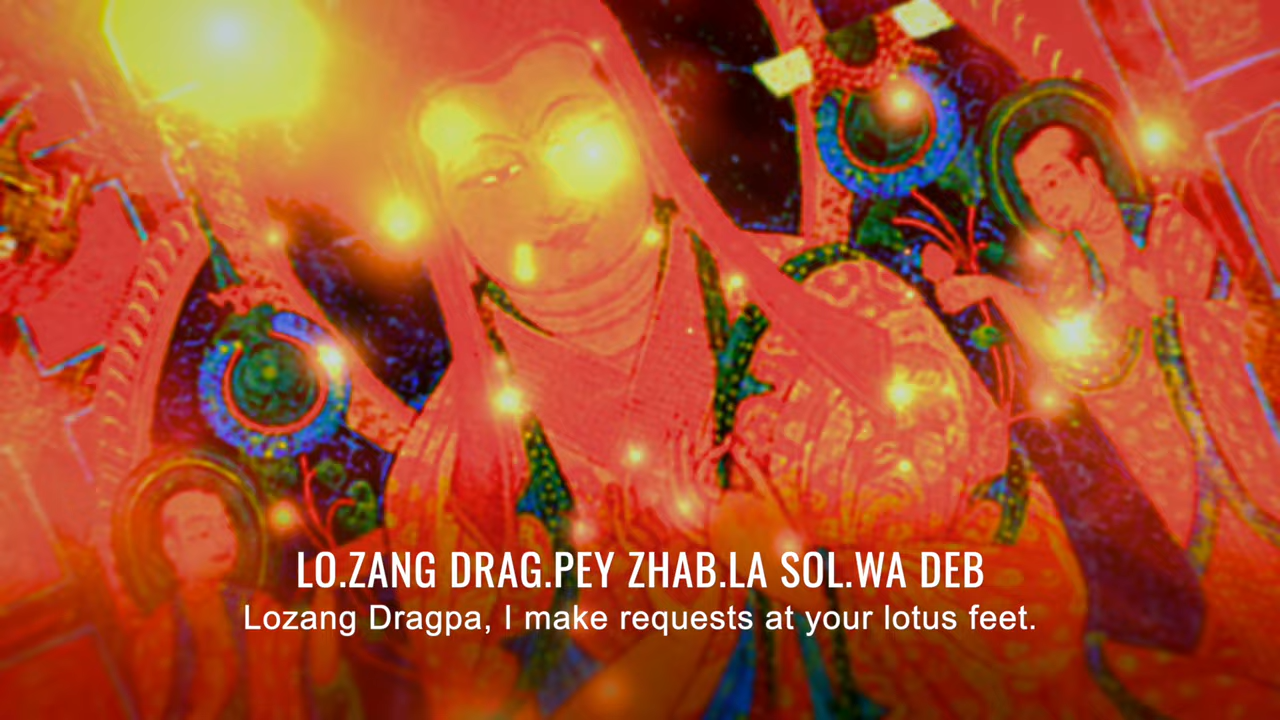 LO.ZANG DRAG.PEY ZHAB.LA SOL.WA DEB
Lozang Dragpa, I make requests at your lotus feet.